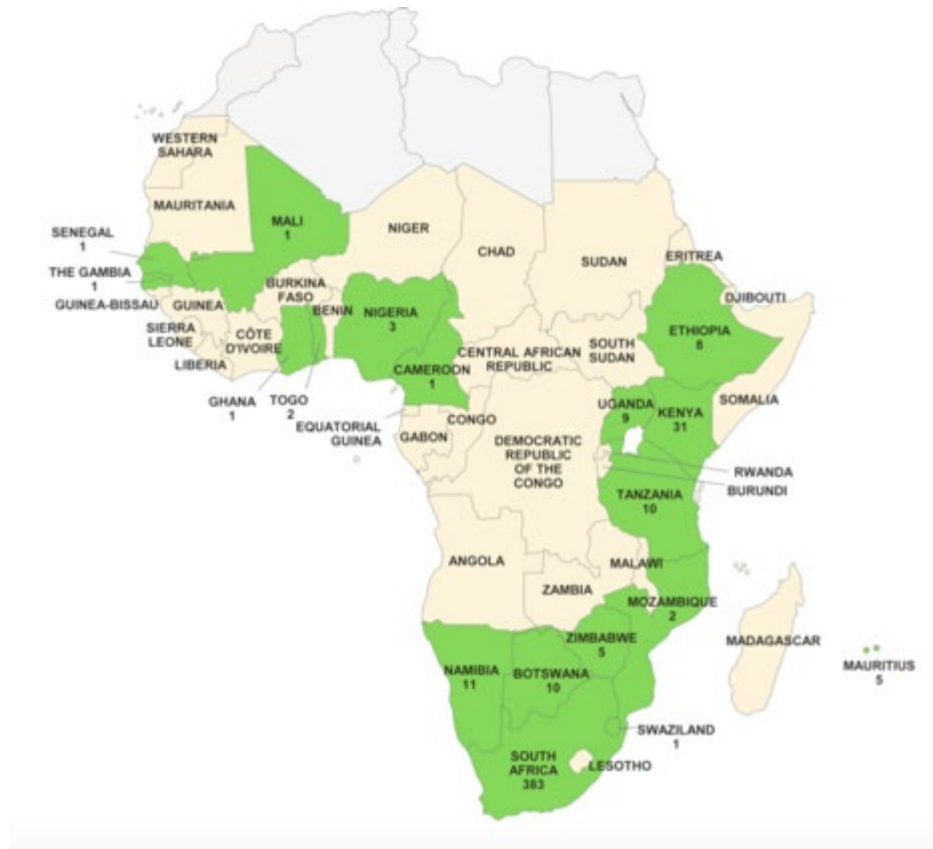 WESTERN
SAHARA
MAURITANIA
MALI
1
NIGER
CHAD
SUDAN
ERITREA
SENEGAL
1
THE GAMBIA
1
GUINEA-BISSAU
GUINEA
BURKINA
FASO
BENIN
NIGERIA
3
DJIBOUTI
ETHIOPIA
8
SIERRA
LEONE
CÔTE
D'IVOIRE
LIBERIA
CENTRAL AFRICAN
REPUBLIC
SOUTH
SUDAN
CAMEROON
1
GHANA
1
TOGO
2
EQUATORIAL
GUINEA
GABON
CONGO
UGANDA
9
KENYA
31
SOMALIA
DEMOCRATIC
REPUBLIC
OF THE
CONGO
RWANDA
BURUNDI
TANZANIA
10
ANGOLA
ZAMBIA
MALAWI
MOZAMBIQUE
2
ZIMBABWE
5
MADAGASCAR
MAURITIUS
5
NAMIBIA
11
BOTSWANA
10
SWAZILAND
1
SOUTH
AFRICA
383
LESOTHO